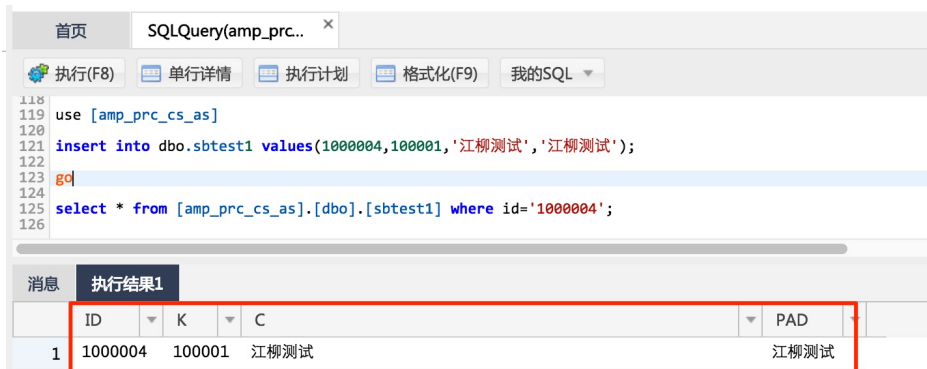 首页 SQLQuery(amp_prc... ×
执行(F8) 单行详情 执行计划 格式化(F9) 我的SQL
118
119 use [amp_prc_cs_as]
120
121 insert into dbo.sbtest1 values(1000004,100001,'江柳测试','江柳测试');
122
123 go
124
125 select * from [amp_prc_cs_as].[dbo].[sbtest1] where id='1000004';
126
消息 执行结果1
ID K C PAD
1 1000004 100001 江柳测试 江柳测试